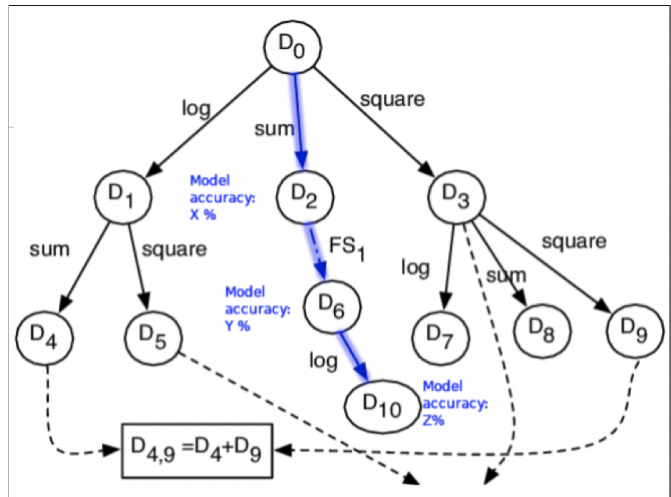 D0
log
sum
square
Model
accuracy:
X %
D1
D2
D3
sum
square
FS1
log
sum
square
Model
accuracy:
Y %
D6
D4
D5
D7
D8
D9
log
D10
Model
accuracy:
Z%
D4,9 =D4+D9